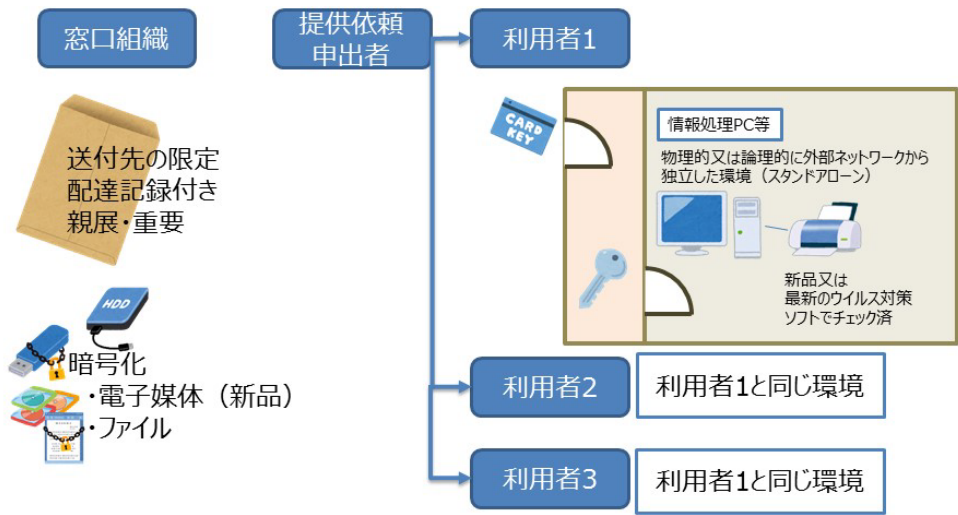 窓口組織
提供依頼
申出者
利用者1
送付先の限定
配達記録付き
親展・重要
CARD
KEY
情報処理PC等
物理的又は論理的に外部ネットワークから
独立した環境（スタンドアローン）
新品又は
最新のウイルス対策
ソフトでチェック済
HDD
暗号化
・電子媒体（新品）
・ファイル
利用者2
利用者1と同じ環境
利用者3
利用者1と同じ環境